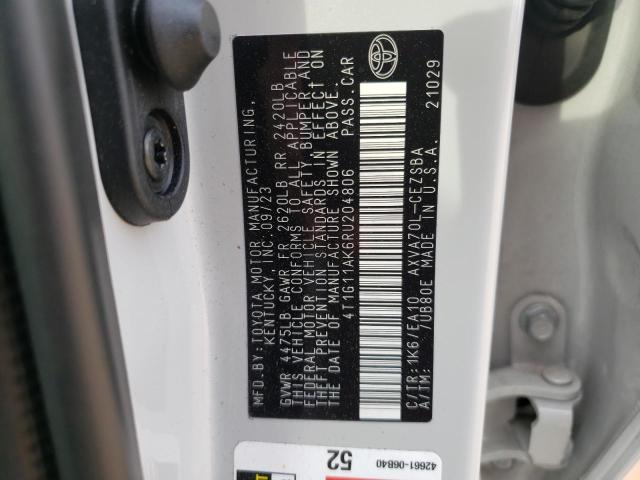 MFD.BY:TOYOTA MOTOR MANUFACTURING,
KENTUCKY, INC. 09/23
GVWR 4475LB GAWR FR 2620LB RR 2420LB
THIS VEHICLE CONFORMS TO ALL APPLICABLE
FEDERAL MOTOR VEHICLE SAFETY, BUMPER AND
THEFT PREVENTION STANDARDS IN EFFECT ON
THE DATE OF MANUFACTURE SHOWN ABOVE.
4T1G11AK6RU204806 PASS.CAR
C/TR:1K6/EA10 AXVA70L-CEZSBA
A/TM: /UB80E MADE IN U.S.A. 21029
52
42661-06B40